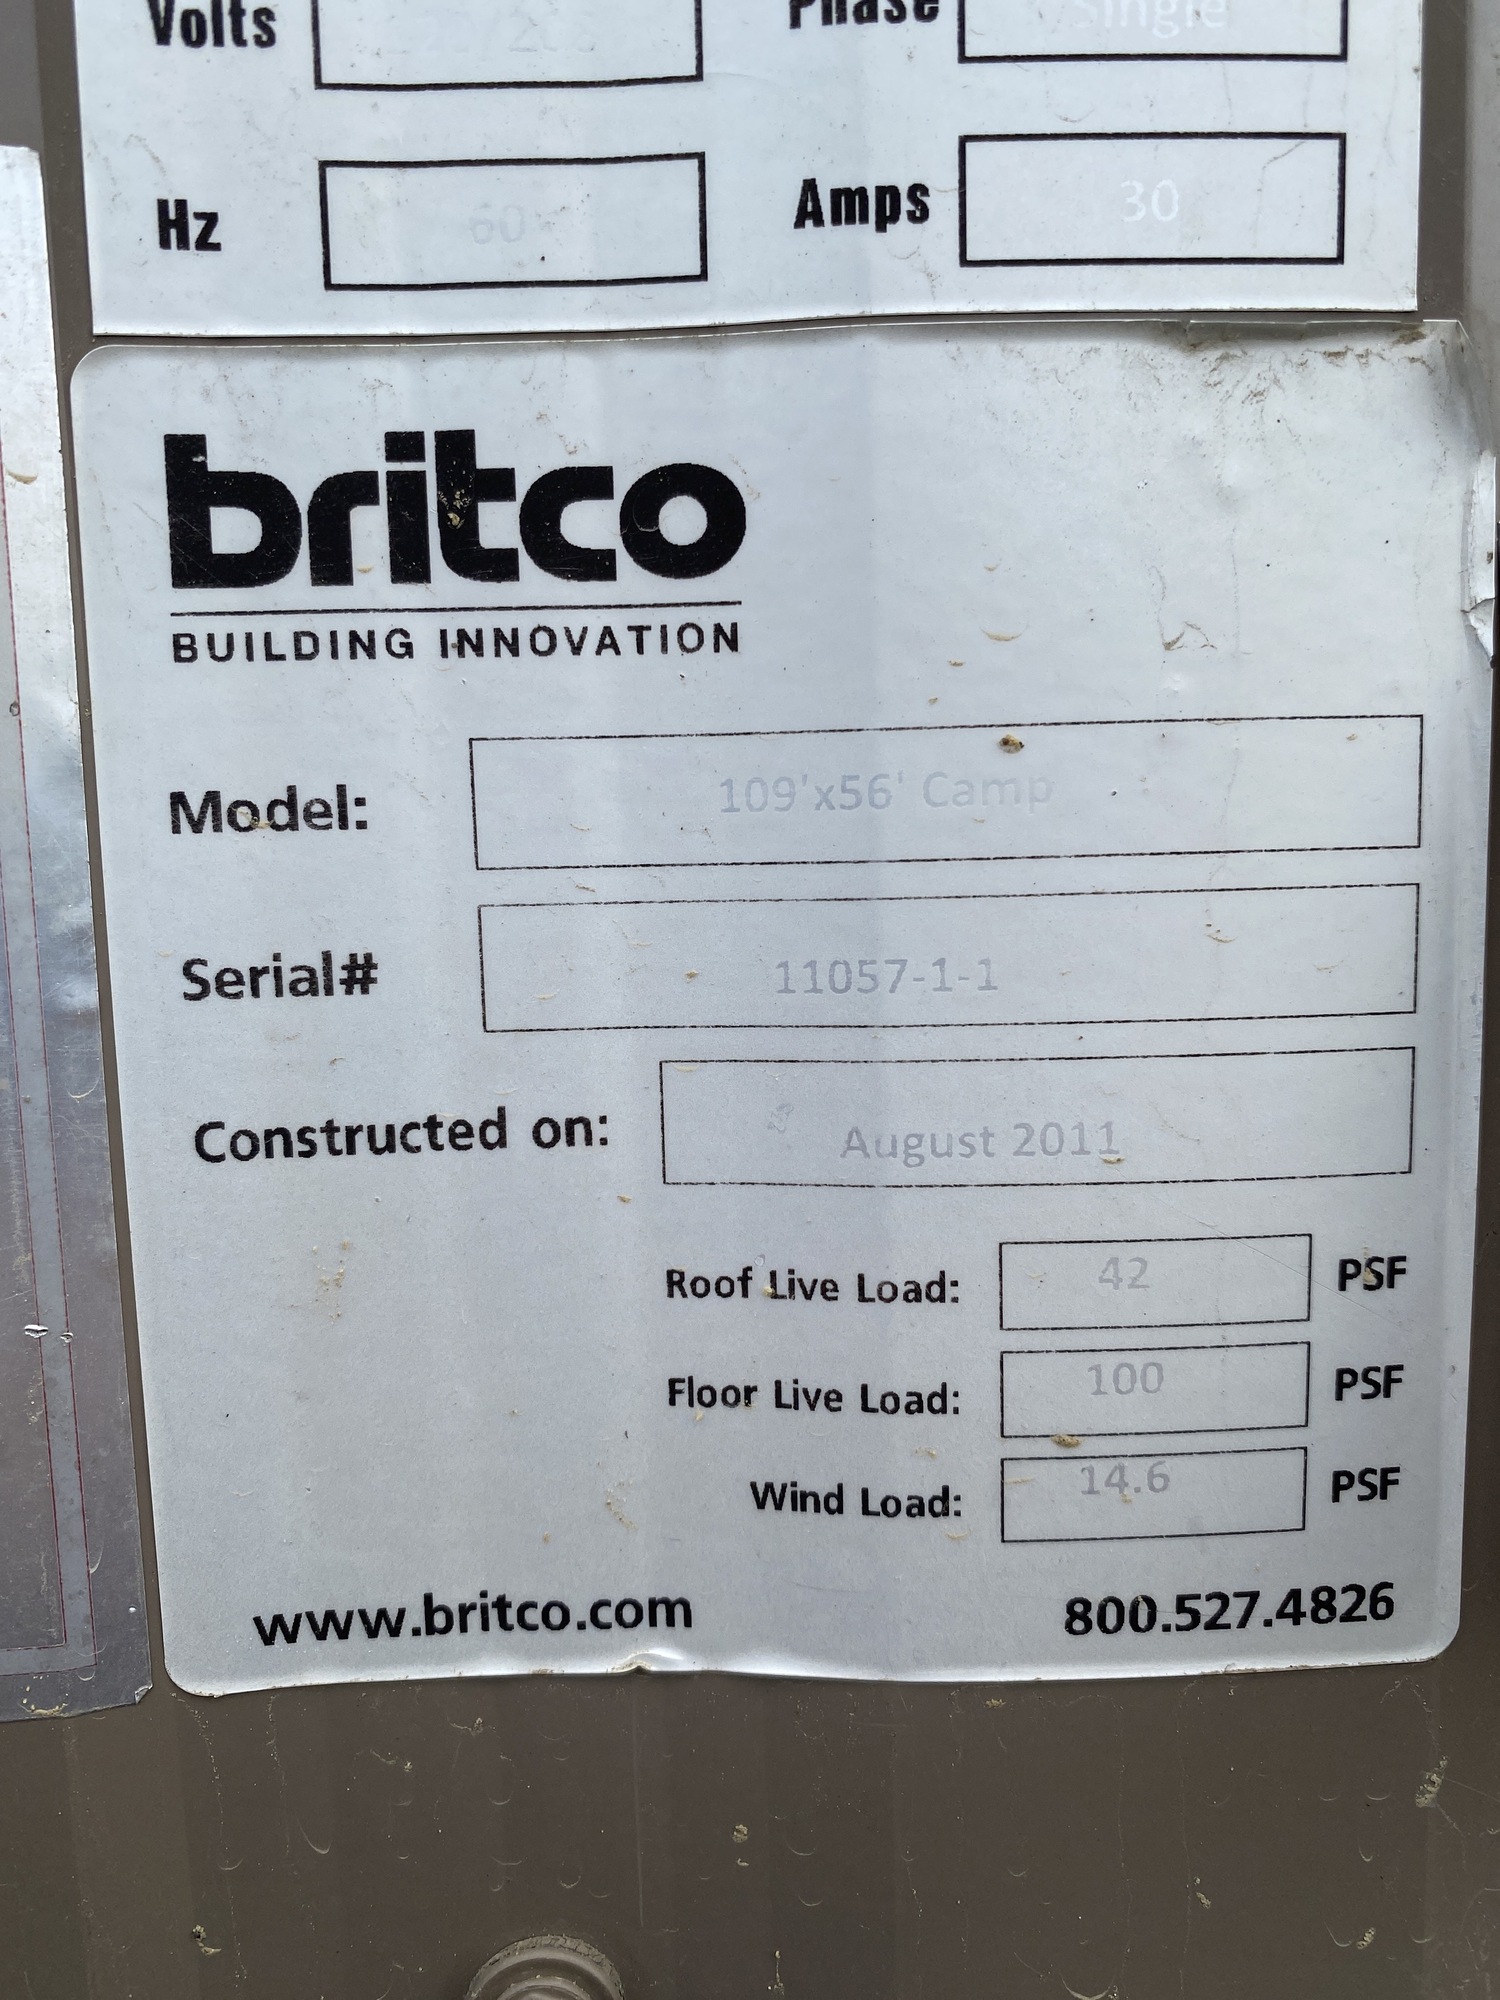 Volts Phase Single
Hz 60 Amps 30
britco
BUILDING INNOVATION
Model: 109'x56' Camp
Serial# 11057-1-1
Constructed on: August 2011
Roof Live Load: 42 PSF
Floor Live Load: 100 PSF
Wind Load: 14.6 PSF
www.britco.com 800.527.4826